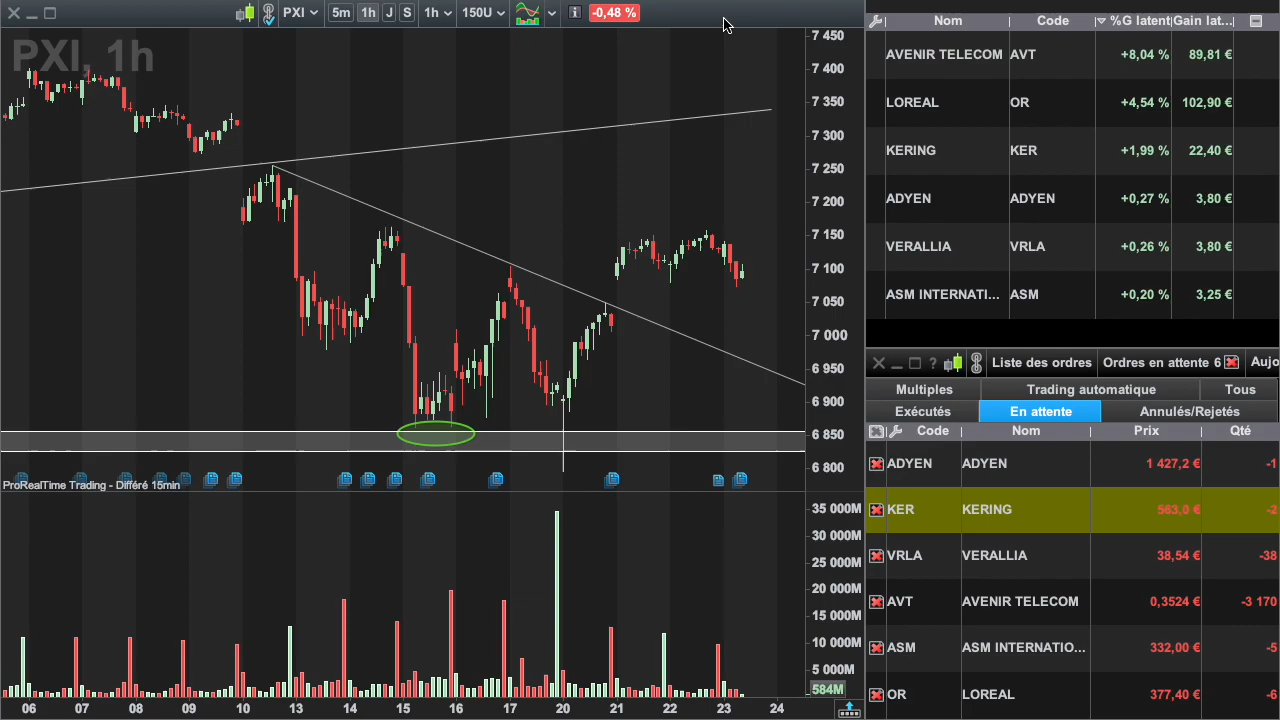 PXI 5m 1h J S 1h 150U -0,48 %
PXI, 1h
7 450
7 400
7 350
7 300
7 250
7 200
7 150
7 100
7 050
7 000
6 950
6 900
6 850
6 800
ProRealTime Trading - Différé 15min
35 000M
30 000M
25 000M
20 000M
15 000M
10 000M
5 000M
584M
06 07 08 09 10 13 14 15 16 17 20 21 22 23 24
Nom Code %G latent Gain lat...
AVENIR TELECOM AVT +8,04 % 89,81 €
LOREAL OR +4,54 % 102,90 €
KERING KER +1,99 % 22,40 €
ADYEN ADYEN +0,27 % 3,80 €
VERALLIA VRLA +0,26 % 3,80 €
ASM INTERNATI... ASM +0,20 % 3,25 €
? Liste des ordres Ordres en attente 6 Aujo
Multiples Trading automatique Tous
Exécutés En attente Annulés/Rejetés
Code Nom Prix Qté
ADYEN ADYEN 1 427,2 € -1
KER KERING 563,0 € -2
VRLA VERALLIA 38,54 € -38
AVT AVENIR TELECOM 0,3524 € -3 170
ASM ASM INTERNATIO... 332,00 € -5
OR LOREAL 377,40 € -6